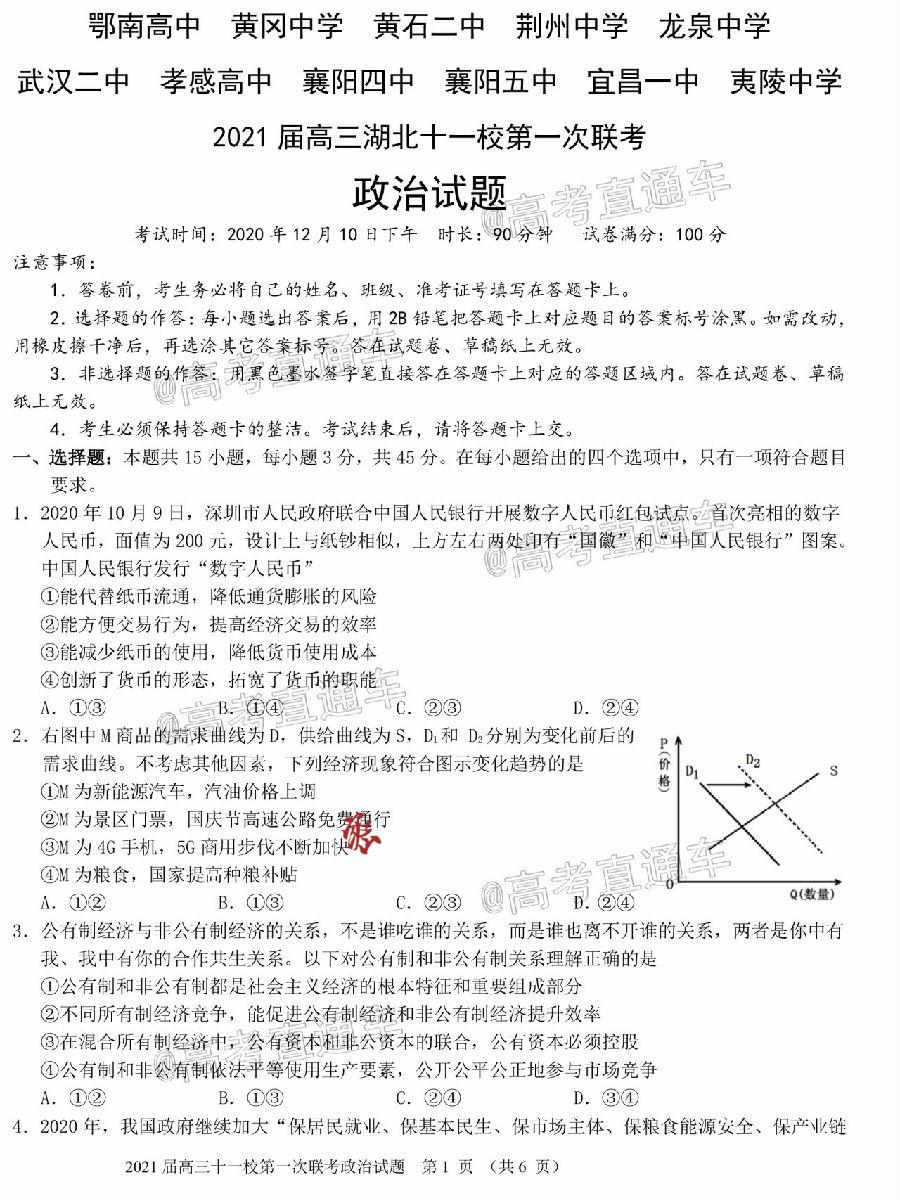 鄂南高中 黄冈中学 黄石二中 荆州中学 龙泉中学
武汉二中 孝感高中 襄阳四中 襄阳五中 宜昌一中 夷陵中学
2021 届高三湖北十一校第一次联考
政治试题
@高考直通车
考试时间：2020 年 12 月 10 日下午 时长：90 分钟 试卷满分：100 分
注意事项：
1．答卷前，考生务必将自己的姓名、班级、准考证号填写在答题卡上。
2．选择题的作答：每小题选出答案后，用 2B 铅笔把答题卡上对应题目的答案标号涂黑。如需改动，
用橡皮擦干净后，再选涂其它答案标号。答在试题卷、草稿纸上无效。
@高考直通车
3．非选择题的作答：用黑色墨水签字笔直接答在答题卡上对应的答题区域内。答在试题卷、草稿
纸上无效。
4．考生必须保持答题卡的整洁。考试结束后，请将答题卡上交。
一、选择题：本题共 15 小题，每小题 3 分，共 45 分。在每小题给出的四个选项中，只有一项符合题目
要求。
1．2020 年 10 月 9 日，深圳市人民政府联合中国人民银行开展数字人民币红包试点。首次亮相的数字
人民币，面值为 200 元，设计上与纸钞相似，上方左右两处印有“国徽”和“中国人民银行”图案。
@高考直通车
中国人民银行发行“数字人民币”
①能代替纸币流通，降低通货膨胀的风险
②能方便交易行为，提高经济交易的效率
③能减少纸币的使用，降低货币使用成本
④创新了货币的形态，拓宽了货币的职能
A．①③ B．①④ C．②③ D．②④
@高考直通车
2．右图中 M 商品的需求曲线为 D，供给曲线为 S，D₁和 D₂分别为变化前后的
需求曲线。不考虑其他因素，下列经济现象符合图示变化趋势的是
①M 为新能源汽车，汽油价格上调
②M 为景区门票，国庆节高速公路免费通行
③M 为 4G 手机，5G 商用步伐不断加快
④M 为粮食，国家提高种粮补贴
A．①② B．①③ C．②③ D．②④
P
(价格)
D₁
D₂
S
0
Q(数量)
@高考直通车
3．公有制经济与非公有制经济的关系，不是谁吃谁的关系，而是谁也离不开谁的关系，两者是你中有
我、我中有你的合作共生关系。以下对公有制和非公有制关系理解正确的是
①公有制和非公有制都是社会主义经济的根本特征和重要组成部分
②不同所有制经济竞争，能促进公有制经济和非公有制经济提升效率
③在混合所有制经济中，公有资本和非公资本的联合，公有资本必须控股
@高考直通车
④公有制和非公有制依法平等使用生产要素，公开公平公正地参与市场竞争
A．①② B．①③ C．②④ D．③④
4．2020 年，我国政府继续加大“保居民就业、保基本民生、保市场主体、保粮食能源安全、保产业链
2021 届高三十一校第一次联考政治试题 第 1 页 （共 6 页）